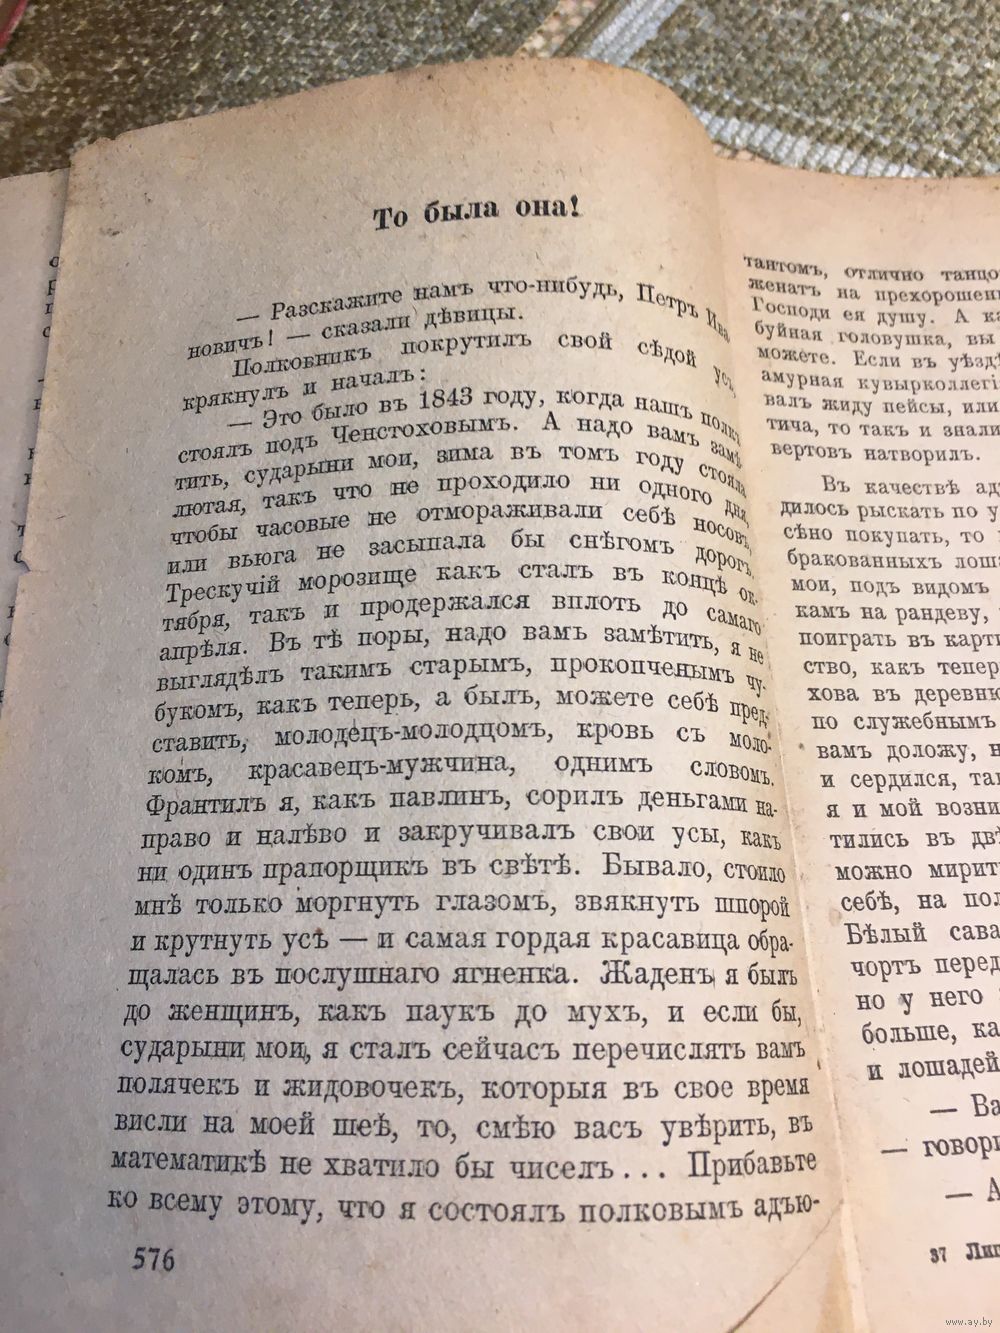 То была она!
— Разскажите намъ что-нибудь, Петръ Ива
новичъ! — сказали дѣвицы.
Полковникъ покрутилъ свой сѣдой усъ,
крякнулъ и началъ:
— Это было въ 1843 году, когда нашъ полкъ
стоялъ подъ Ченстоховымъ. А надо вамъ замѣ
тить, сударыни мои, зима въ томъ году стояла
лютая, такъ что не проходило ни одного дня,
чтобы часовые не отмораживали себѣ носовъ,
или вьюга не засыпала бы снѣгомъ дорогъ.
Трескучій морозище какъ сталъ въ концѣ ок-
тября, такъ и продержался вплоть до самаго
апрѣля. Въ тѣ поры, надо вамъ замѣтить, я не
выглядѣлъ такимъ старымъ, прокопченымъ чу-
букомъ, какъ теперь, а былъ, можете себѣ пред-
ставить, молодецъ-молодцомъ, кровь съ моло-
комъ, красавецъ-мужчина, однимъ словомъ.
Франтилъ я, какъ павлинъ, сорилъ деньгами на-
право и налѣво и закручивалъ свои усы, какъ
ни одинъ прапорщикъ въ свѣтѣ. Бывало, стоило
мнѣ только моргнуть глазомъ, звякнуть шпорой
и крутнуть усъ — и самая гордая красавица обра-
щалась въ послушнаго ягненка. Жаденъ я былъ
до женщинъ, какъ паукъ до мухъ, и если бы,
сударыни мои, я сталъ сейчасъ перечислять вамъ
полячекъ и жидовочекъ, которыя въ свое время
висли на моей шеѣ, то, смѣю васъ увѣрить, въ
математикѣ не хватило бы чиселъ... Прибавьте
ко всему этому, что я состоялъ полковымъ адъю-
576
тантомъ, отлично танцо
женатъ на прехорошен
Господи ея душу. А ка
буйная головушка, вы
можете. Если въ уѣздѣ
амурная кувырколлегі
валъ жиду пейсы, или
тича, то такъ и знали
вертовъ натворилъ.
Въ качествѣ ад
дилось рыскать по у
сѣно покупать, то
бракованныхъ лоша
мои, подъ видомъ
камъ на рандеву,
поиграть въ карт
ство, какъ тепер
хова въ деревню
по служебнымъ
вамъ доложу, н
и сердился, та
я и мой возни
тились въ двѣ
можно мирит
себѣ, на пол
Бѣлый сава
чортъ перед
но у него
больше, ка
и лошадей
— Ва
— говори
— А
37 Лит
www.ay.by